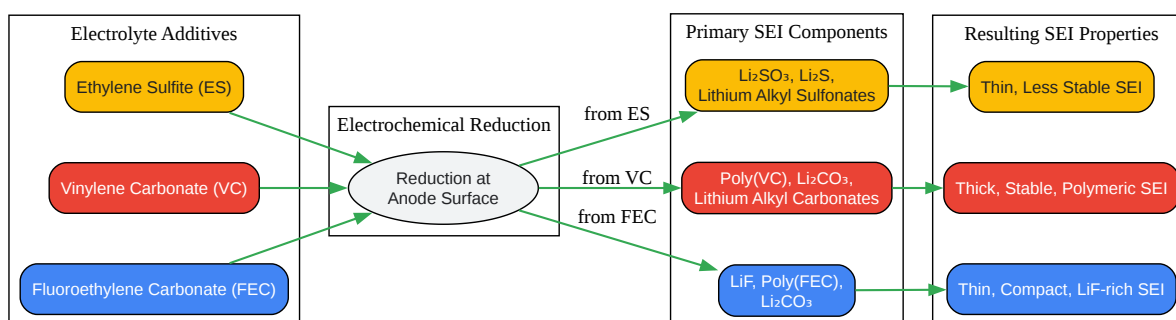 Electrolyte Additives
Ethylene Sulfite (ES)
Vinylene Carbonate (VC)
Fluoroethylene Carbonate (FEC)
Electrochemical Reduction
Reduction at
Anode Surface
from ES
from VC
from FEC
Primary SEI Components
Li₂SO₃, Li₂S,
Lithium Alkyl Sulfonates
Poly(VC), Li₂CO₃,
Lithium Alkyl Carbonates
LiF, Poly(FEC),
Li₂CO₃
Resulting SEI Properties
Thin, Less Stable SEI
Thick, Stable, Polymeric SEI
Thin, Compact, LiF-rich SEI